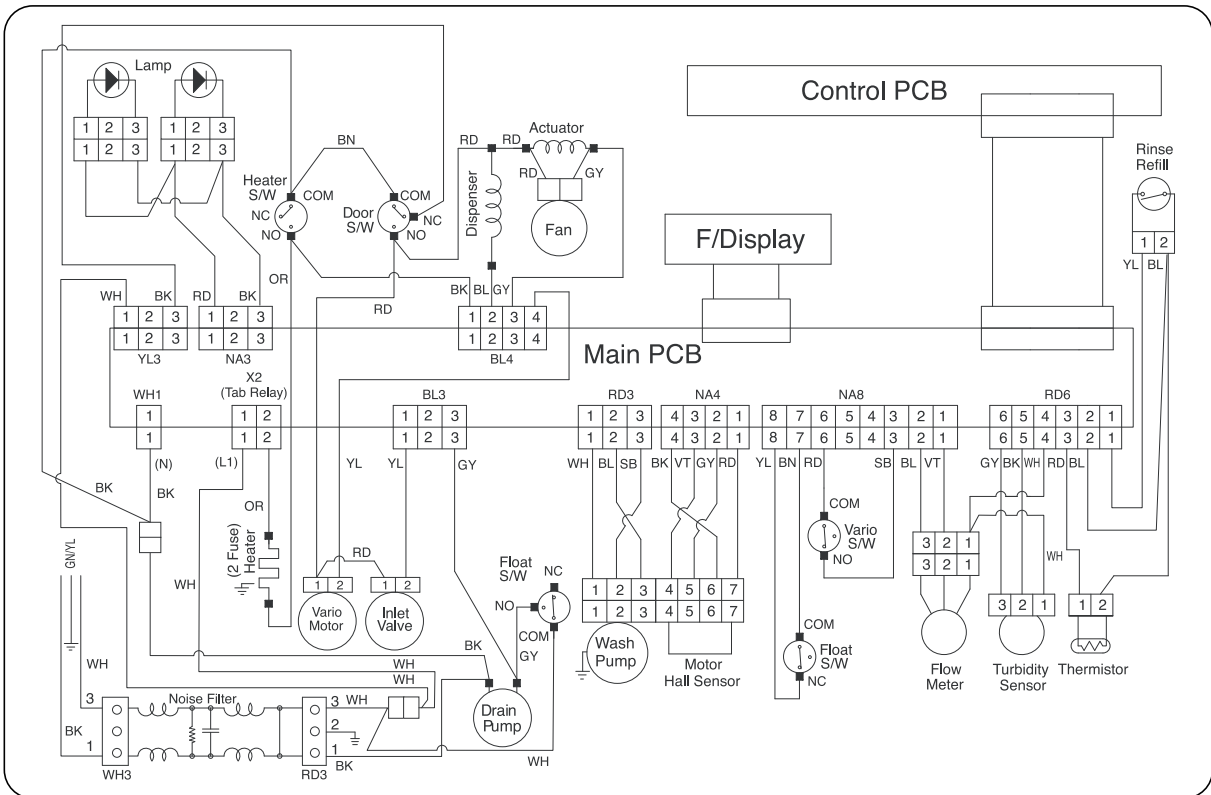 Lamp
1 2 3
1 2 3
1 2 3
1 2 3
Control PCB
BN
RD
RD
Actuator
RD
GY
Fan
Dispenser
Heater
S/W
COM
NC
NO
Door
S/W
COM
NC
NO
Rinse
Refill
1 2
YL BL
F/Display
OR
RD
WH
BK
RD
BK
BK BL GY
1 2 3
1 2 3
YL3
1 2 3
1 2 3
NA3
1 2 3 4
1 2 3 4
BL4
Main PCB
WH1
1
1
(N)
X2
(Tab Relay)
1 2
1 2
(L1)
BL3
1 2 3
1 2 3
YL
GY
RD3
1 2 3
1 2 3
WH BL SB
NA4
4 3 2 1
4 3 2 1
BK VT GY RD
NA8
8 7 6 5 4 3 2 1
8 7 6 5 4 3 2 1
YL BN RD
SB BL VT
RD6
6 5 4 3 2 1
6 5 4 3 2 1
GY BK WH RD BL
BK
BK
OR
YL
GN/YL
WH
(2 Fuse)
Heater
RD
1 2
Vario
Motor
1 2
Inlet
Valve
Float
S/W
NC
NO
COM
GY
1 2 3 4 5 6 7
1 2 3 4 5 6 7
Wash
Pump
Motor
Hall Sensor
COM
Vario
S/W
NO
COM
Float
S/W
NC
3 2 1
3 2 1
Flow
Meter
WH
3 2 1
Turbidity
Sensor
1 2
Thermistor
BK
WH
WH
WH
3
BK
1
WH3
Noise Filter
3
WH
2
1
BK
RD3
Drain
Pump
WH